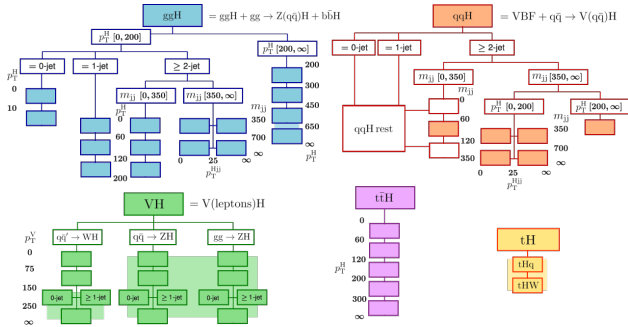 ggH = ggH + gg → Z(qq̄)H + bb̄H
p_T^H [0, 200]
p_T^H [200, ∞]
= 0-jet
= 1-jet
≥ 2-jet
p_T^H
0
10
m_jj [0, 350]
m_jj [350, ∞]
p_T^H
0
60
120
200
m_jj
350
700
∞
0
25
∞
p_T^Hjj
200
300
450
650
∞
p_T^H
qqH = VBF + qq̄ → V(qq̄)H
= 0-jet
= 1-jet
≥ 2-jet
m_jj [0, 350]
m_jj [350, ∞]
qqH rest
m_jj
0
60
120
350
p_T^H [0, 200]
p_T^H [200, ∞]
m_jj
350
700
∞
0
25
∞
p_T^Hjj
VH = V(leptons)H
p_T^V
qq̄′ → WH
qq̄ → ZH
gg → ZH
0
75
150
250
∞
0-jet
≥ 1-jet
0-jet
≥ 1-jet
0-jet
≥ 1-jet
tt̄H
p_T^H
0
60
120
200
300
∞
tH
tHq
tHW